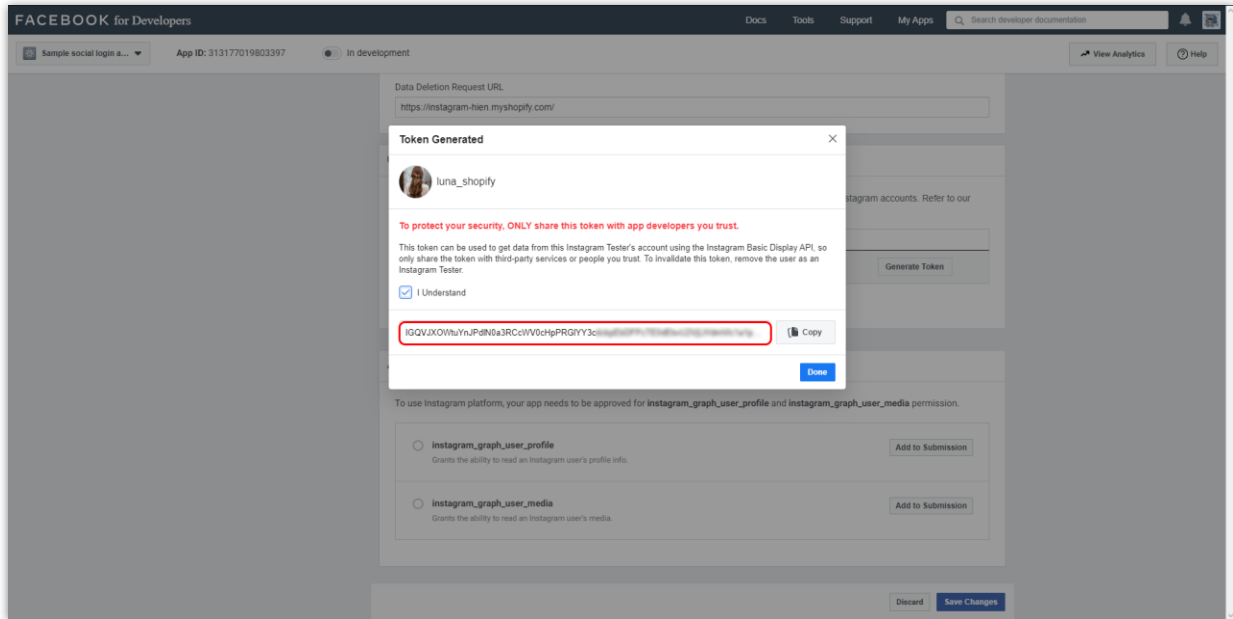 FACEBOOK for Developers
Docs Tools Support My Apps Search developer documentation
Sample social login a... App ID: 313177019803397 In development View Analytics Help
Data Deletion Request URL
https://instagram-hien.myshopify.com/
Token Generated
luna_shopify
stagram accounts. Refer to our
To protect your security, ONLY share this token with app developers you trust.
This token can be used to get data from this Instagram Tester's account using the Instagram Basic Display API, so
only share the token with third-party services or people you trust. To invalidate this token, remove the user as an
Instagram Tester.
Generate Token
I Understand
Copy
Done
To use Instagram platform, your app needs to be approved for instagram_graph_user_profile and instagram_graph_user_media permission.
instagram_graph_user_profile
Add to Submission
Grants the ability to read an Instagram user's profile info.
instagram_graph_user_media
Add to Submission
Grants the ability to read an Instagram user's media.
Discard Save Changes